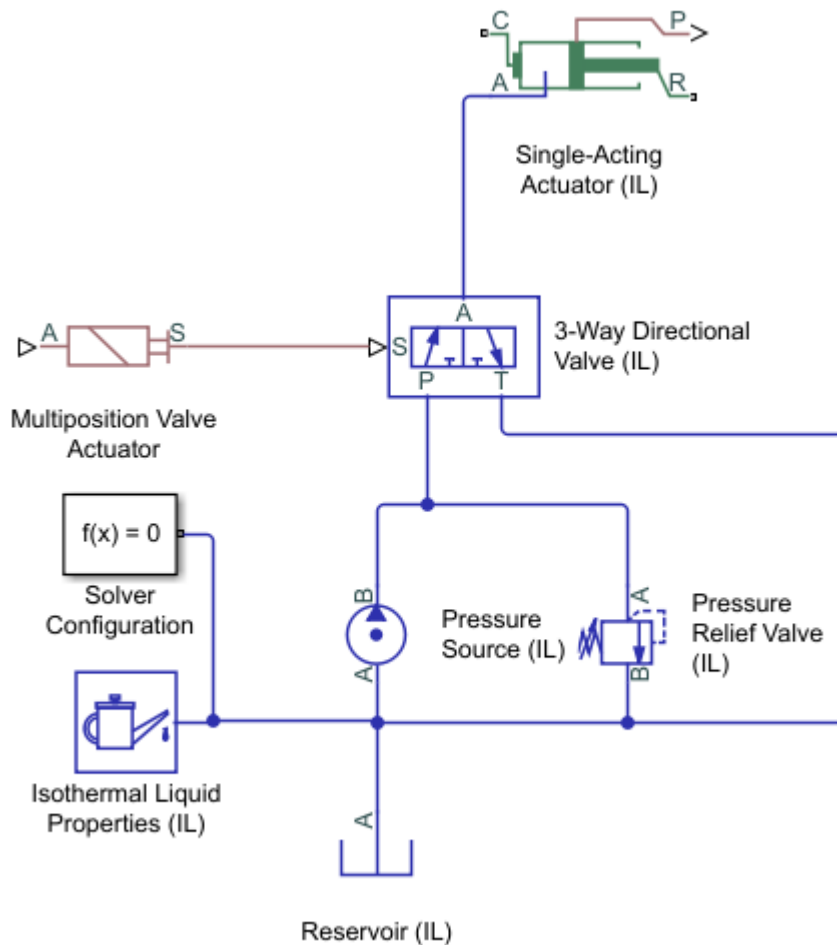 C
P
A
R
Single-Acting
Actuator (IL)
A
S
S
A
P
T
3-Way Directional
Valve (IL)
Multiposition Valve
Actuator
f(x) = 0
Solver
Configuration
B
A
Pressure
Source (IL)
A
B
Pressure
Relief Valve
(IL)
Isothermal Liquid
Properties (IL)
A
Reservoir (IL)